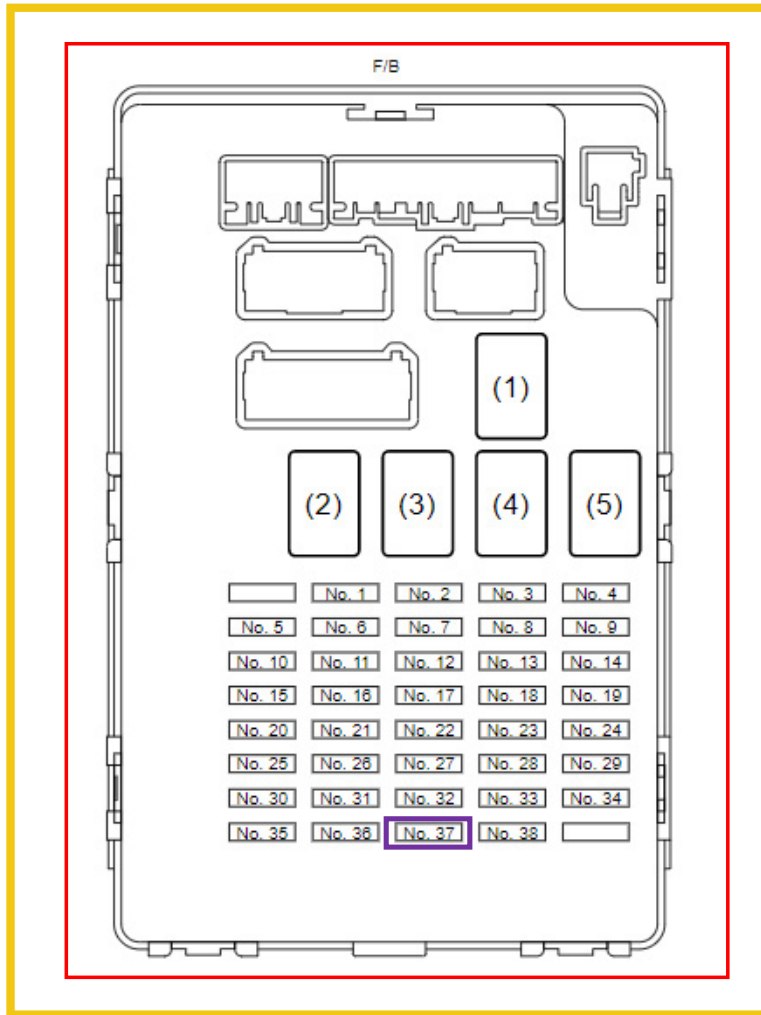 F/B
(1)
(2) (3) (4) (5)
No. 1 No. 2 No. 3 No. 4
No. 5 No. 6 No. 7 No. 8 No. 9
No. 10 No. 11 No. 12 No. 13 No. 14
No. 15 No. 16 No. 17 No. 18 No. 19
No. 20 No. 21 No. 22 No. 23 No. 24
No. 25 No. 26 No. 27 No. 28 No. 29
No. 30 No. 31 No. 32 No. 33 No. 34
No. 35 No. 36 No. 37 No. 38